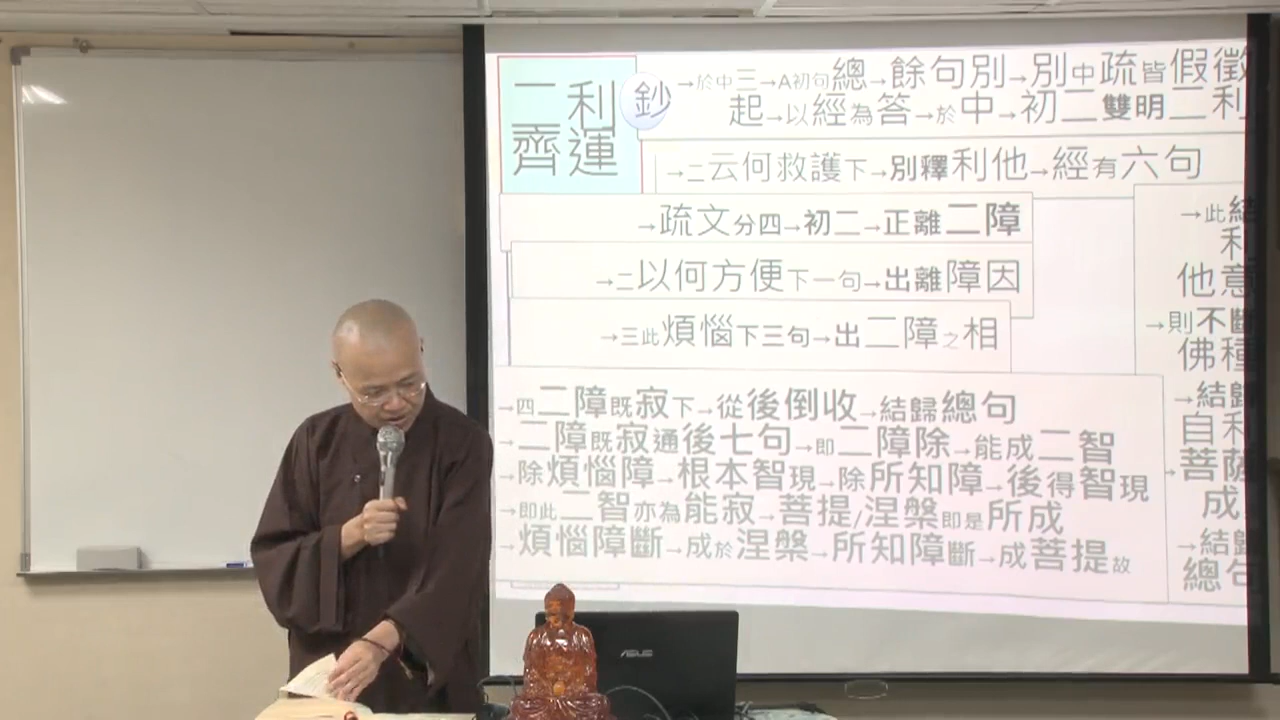 二利
齊運
鈔
→於中三→A初句總→餘句別→別中疏皆假徵
起→以經為答→於中→初二雙明二利
→二云何救護下→別釋利他→經有六句
→疏文分四→初二→正離二障
→二以何方便下一句→出離障因
→三此煩惱下三句→出二障之相
→四二障既寂下→從後倒收→結歸總句
→二障既寂通後七句→即二障除→能成二智
→除煩惱障→根本智現→除所知障→後得智現
→即此二智亦為能寂→菩提/涅槃即是所成
→煩惱障斷→成於涅槃→所知障斷→成菩提故
→此結
利
他意
→則不斷
佛種
→結歸
自利
→菩薩
成
→結歸
總句
ASUS